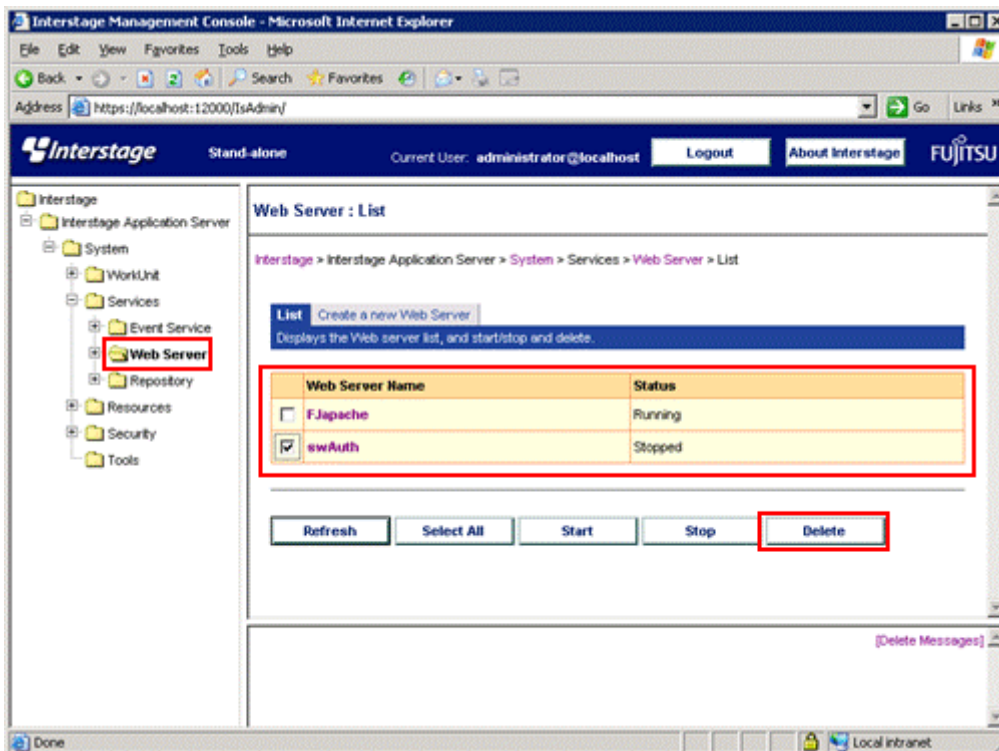 Interstage Management Console - Microsoft Internet Explorer
File Edit View Favorites Tools Help
Back Search Favorites
Address https://localhost:12000/IsAdmin/ Go Links »
Interstage Stand-alone Current User: administrator@localhost Logout About Interstage FUJITSU
Interstage
Interstage Application Server
System
WorkUnit
Services
Event Service
Web Server
Repository
Resources
Security
Tools
Web Server : List
Interstage > Interstage Application Server > System > Services > Web Server > List
List Create a new Web Server
Displays the Web server list, and start/stop and delete.
Web Server Name Status
FJapache Running
swAuth Stopped
Refresh Select All Start Stop Delete
[Delete Messages]
Done Local intranet